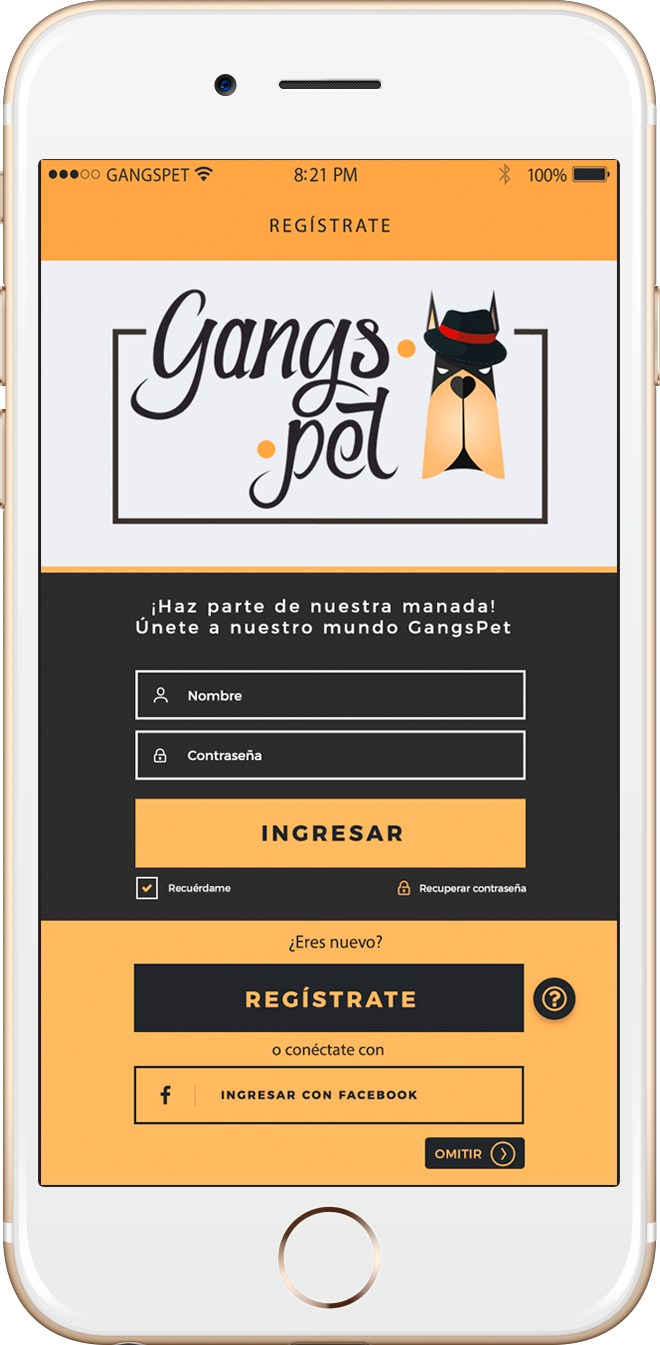 GANGSPET 8:21 PM 100%
REGÍSTRATE
Gangs
.pet
¡Haz parte de nuestra manada!
Únete a nuestro mundo GangsPet
Nombre
Contraseña
INGRESAR
Recuérdame Recuperar contraseña
¿Eres nuevo?
REGÍSTRATE ?
o conéctate con
f INGRESAR CON FACEBOOK
OMITIR